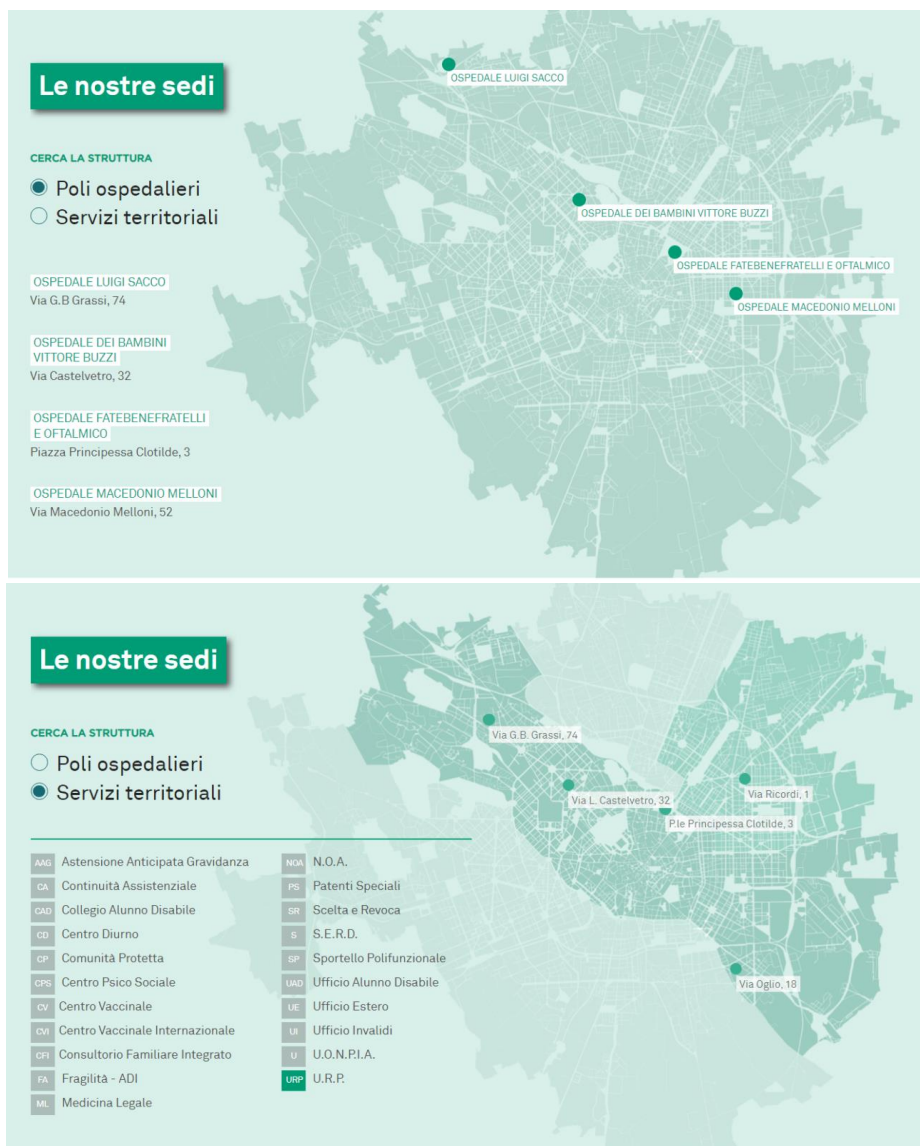 Le nostre sedi
CERCA LA STRUTTURA
Poli ospedalieri
Servizi territoriali
OSPEDALE LUIGI SACCO
Via G.B Grassi, 74
OSPEDALE DEI BAMBINI
VITTORE BUZZI
Via Castelvetro, 32
OSPEDALE FATEBENEFRATELLI
E OFTALMICO
Piazza Principessa Clotilde, 3
OSPEDALE MACEDONIO MELLONI
Via Macedonio Melloni, 52
OSPEDALE LUIGI SACCO
OSPEDALE DEI BAMBINI VITTORE BUZZI
OSPEDALE FATEBENEFRATELLI E OFTALMICO
OSPEDALE MACEDONIO MELLONI
Le nostre sedi
CERCA LA STRUTTURA
Poli ospedalieri
Servizi territoriali
AAG Astensione Anticipata Gravidanza
CA Continuità Assistenziale
CAD Collegio Alunno Disabile
CD Centro Diurno
CP Comunità Protetta
CPS Centro Psico Sociale
CV Centro Vaccinale
CVI Centro Vaccinale Internazionale
CFI Consultorio Familiare Integrato
FA Fragilità - ADI
ML Medicina Legale
NOA N.O.A.
PS Patenti Speciali
SR Scelta e Revoca
S S.E.R.D.
SP Sportello Polifunzionale
UAD Ufficio Alunno Disabile
UE Ufficio Estero
UI Ufficio Invalidi
U U.O.N.P.I.A.
URP U.R.P.
Via G.B. Grassi, 74
Via L. Castelvetro, 32
Via Ricordi, 1
P.le Principessa Clotilde, 3
Via Oglio, 18